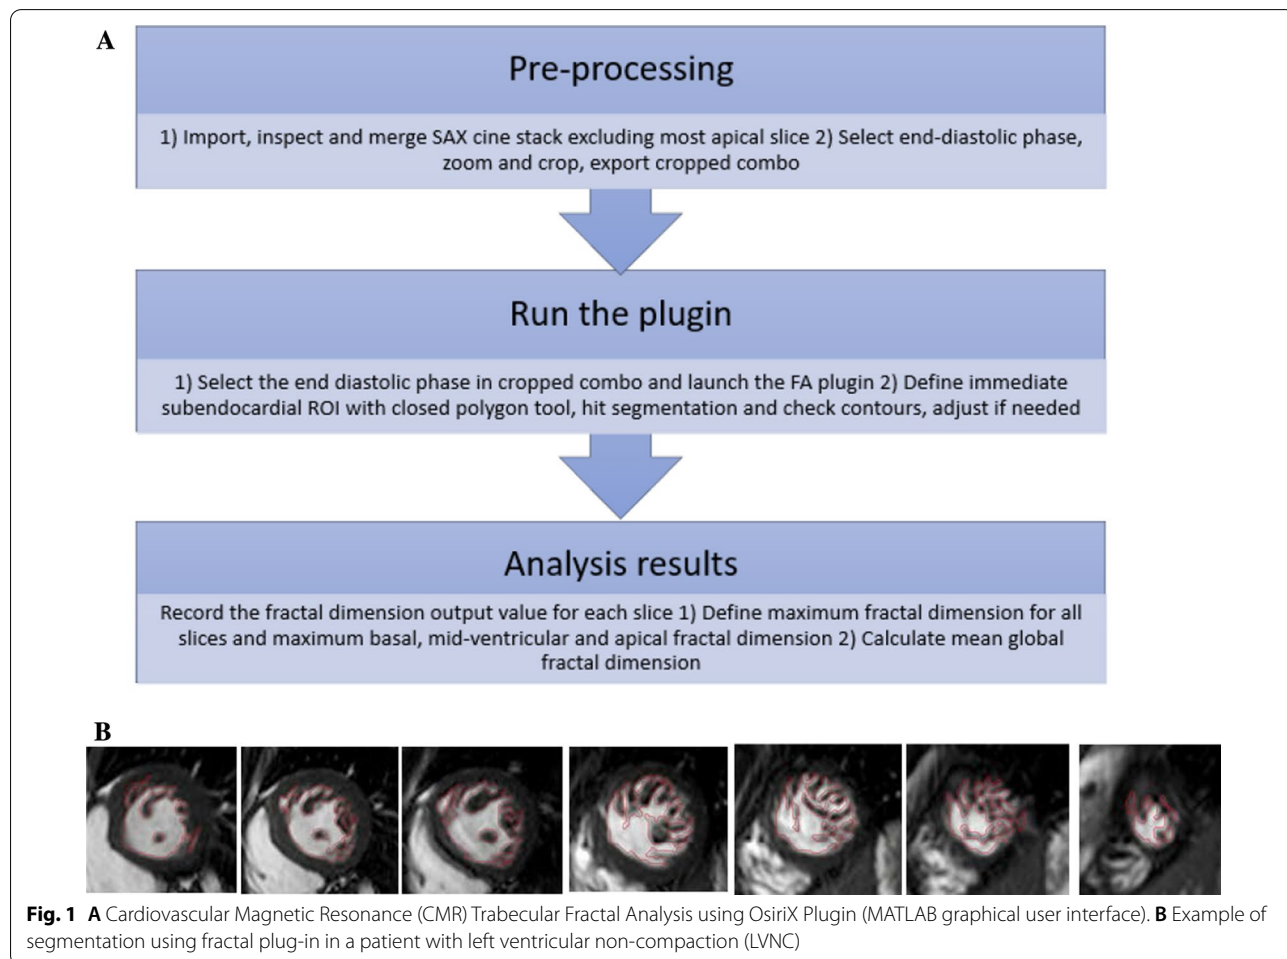 A
Pre-processing
1) Import, inspect and merge SAX cine stack excluding most apical slice 2) Select end-diastolic phase,
zoom and crop, export cropped combo
Run the plugin
1) Select the end diastolic phase in cropped combo and launch the FA plugin 2) Define immediate
subendocardial ROI with closed polygon tool, hit segmentation and check contours, adjust if needed
Analysis results
Record the fractal dimension output value for each slice 1) Define maximum fractal dimension for all
slices and maximum basal, mid-ventricular and apical fractal dimension 2) Calculate mean global
fractal dimension
B
Fig. 1 A Cardiovascular Magnetic Resonance (CMR) Trabecular Fractal Analysis using OsiriX Plugin (MATLAB graphical user interface). B Example of
segmentation using fractal plug-in in a patient with left ventricular non-compaction (LVNC)